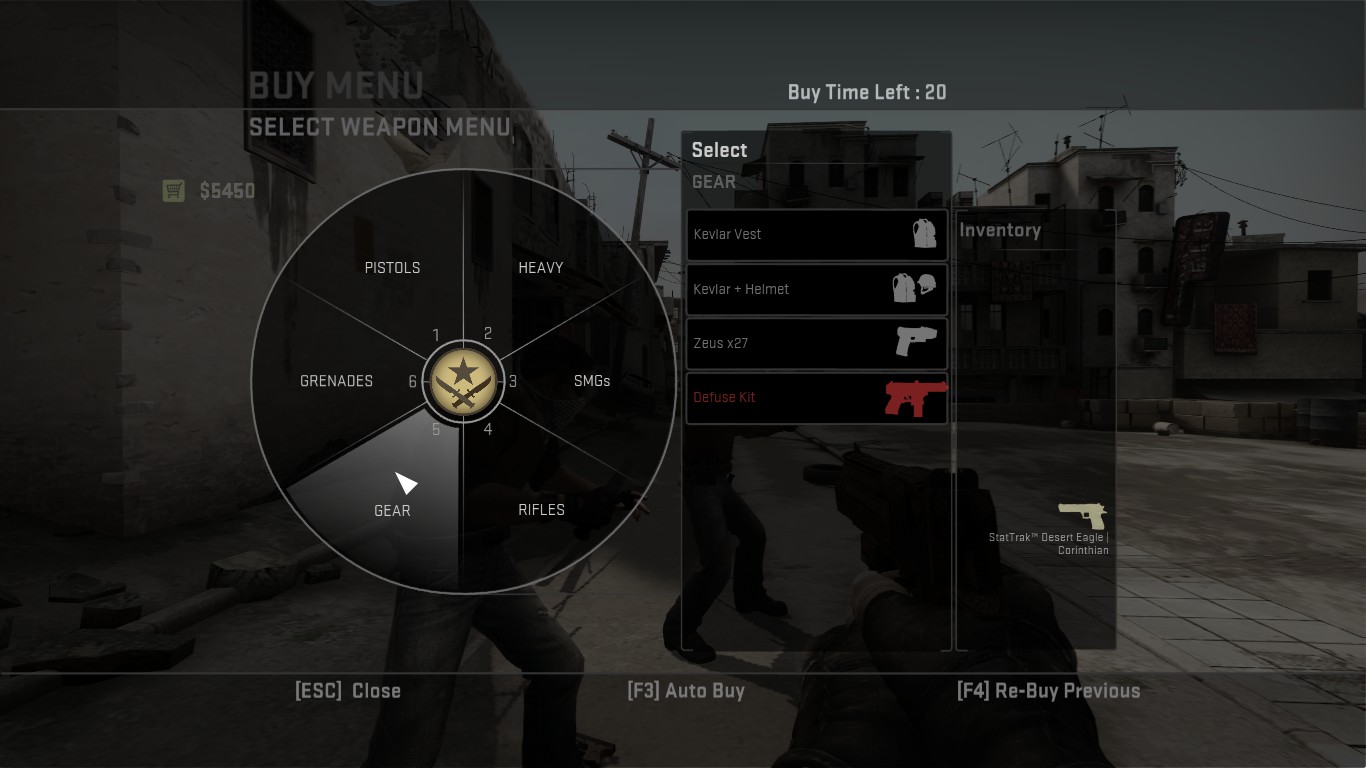 BUY MENU
Buy Time Left : 20
SELECT WEAPON MENU
Select
GEAR
$5450
Kevlar Vest
Inventory
PISTOLS
HEAVY
Kevlar + Helmet
1
2
Zeus x27
GRENADES
6
3
SMGs
Defuse Kit
5
4
GEAR
RIFLES
StatTrak™ Desert Eagle |
Corinthian
[ESC] Close
[F3] Auto Buy
[F4] Re-Buy Previous